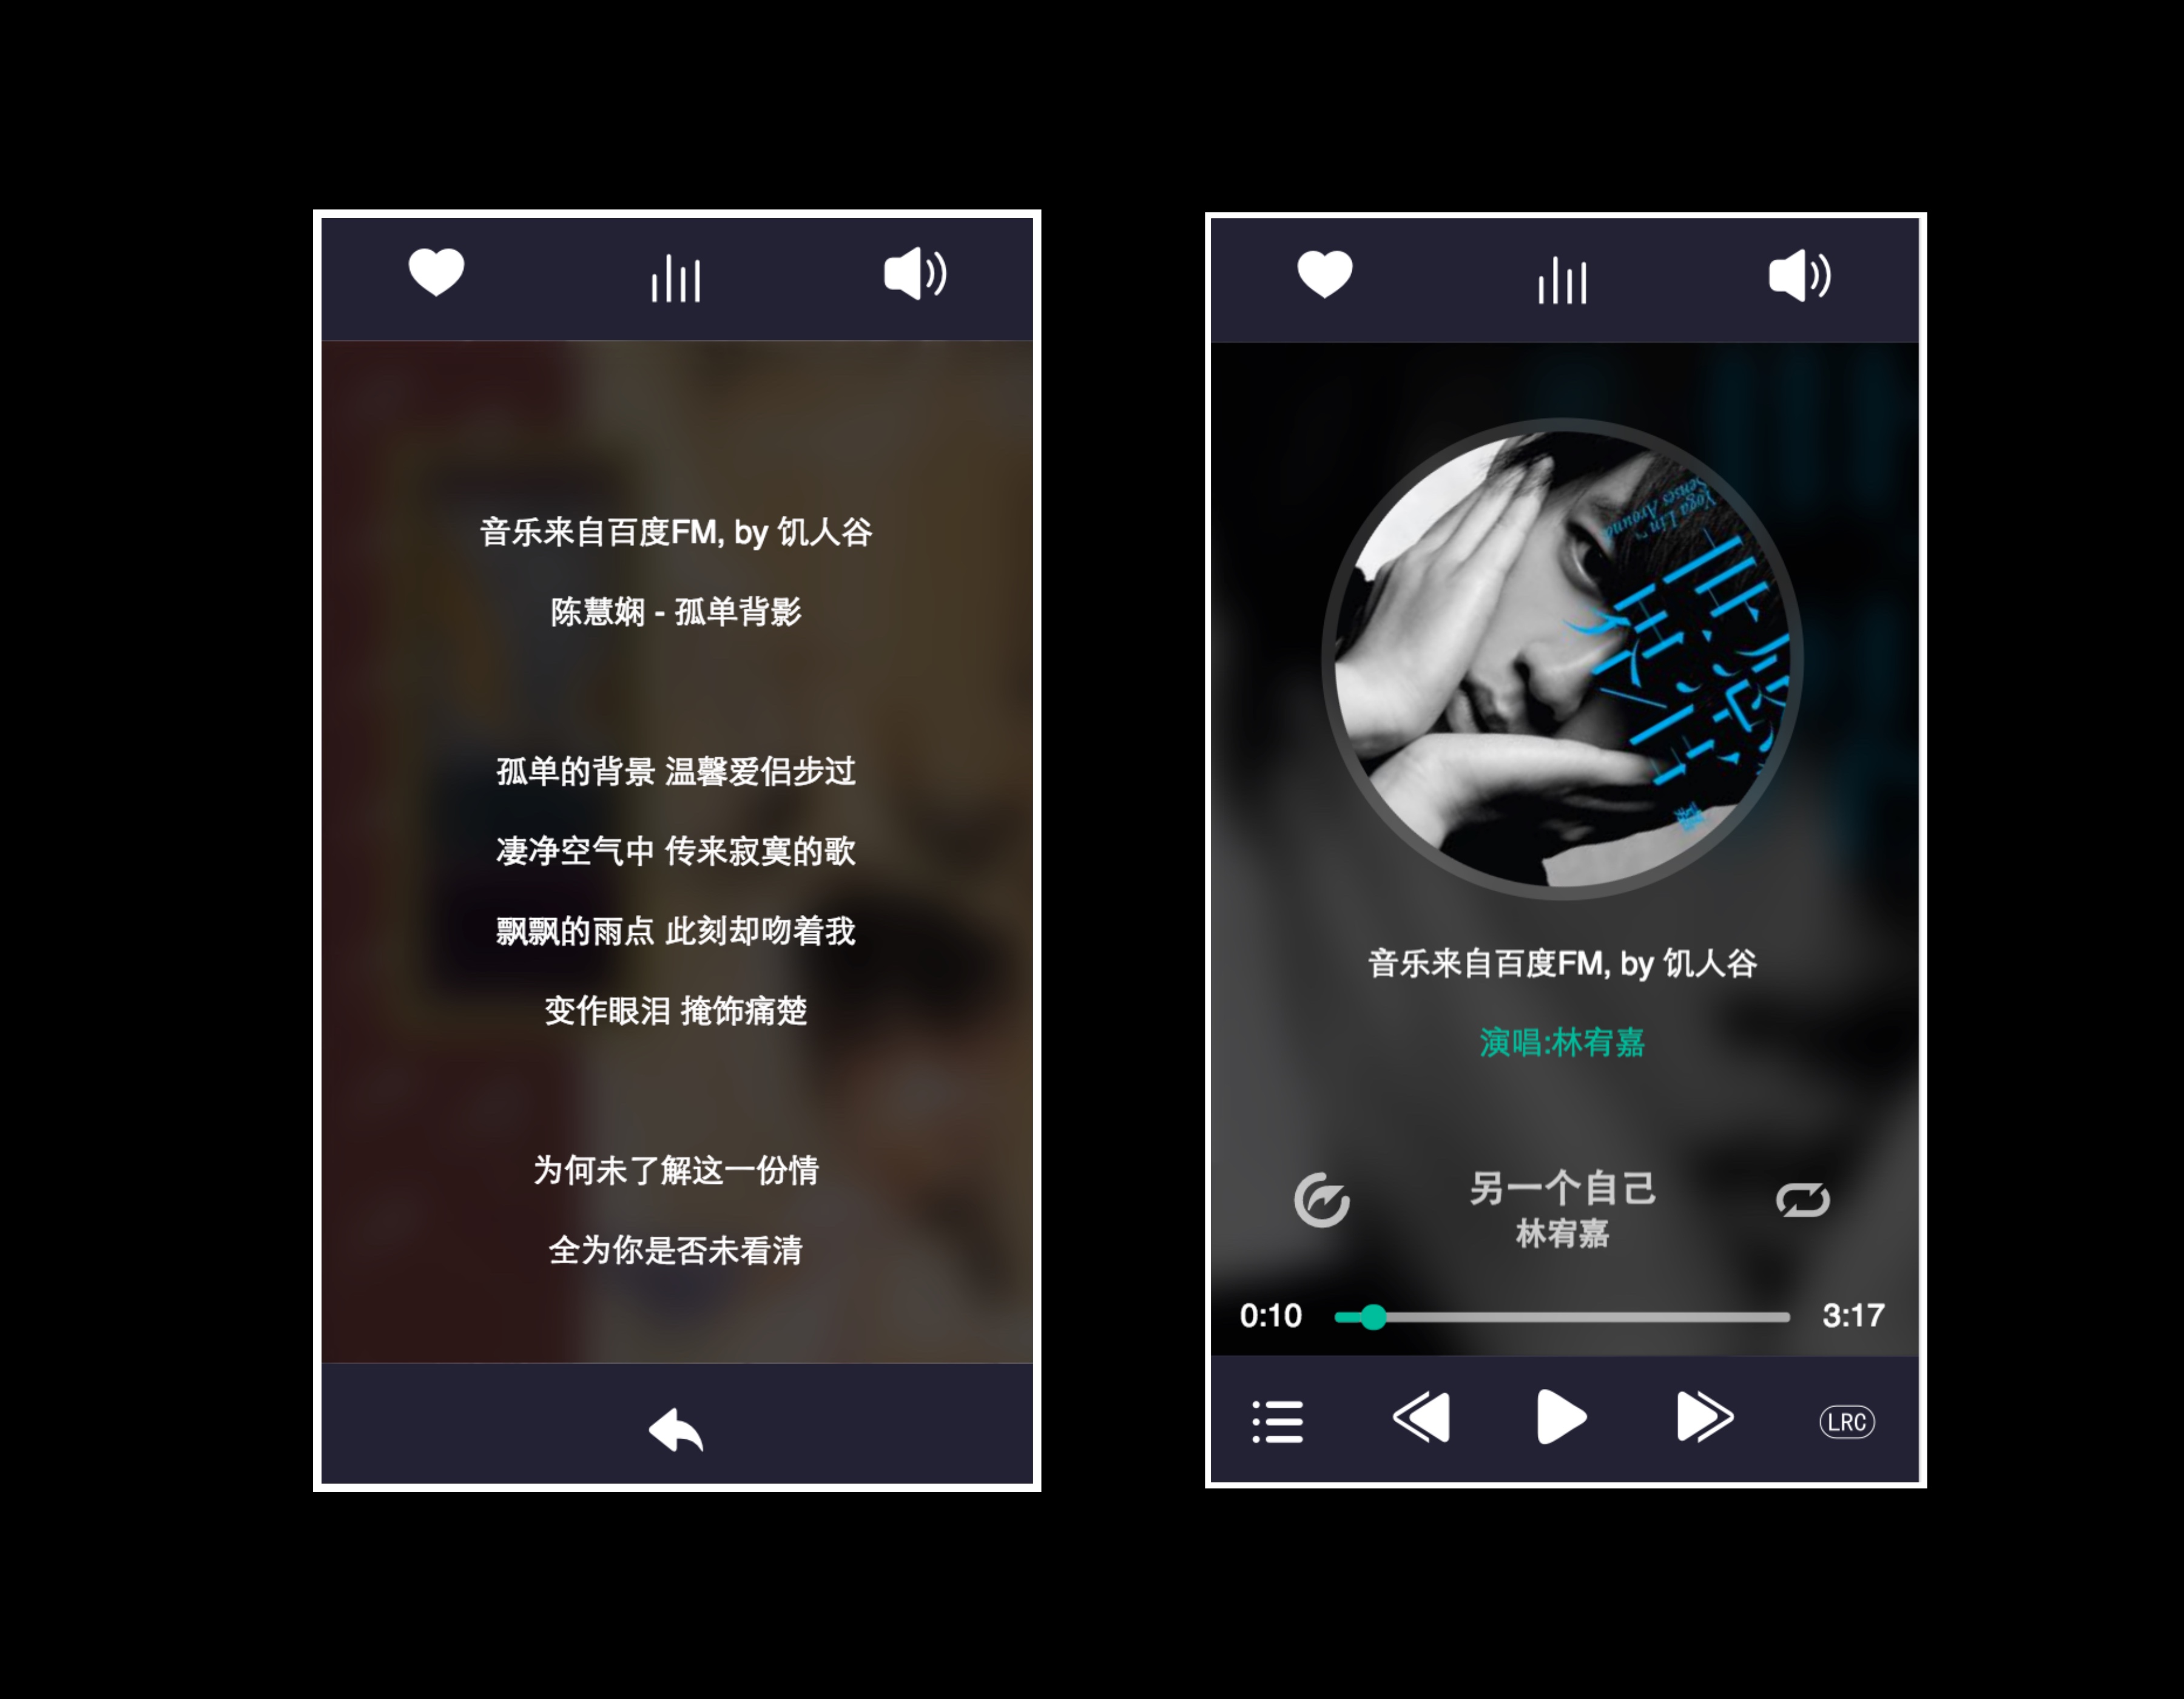 音乐来自百度FM, by 饥人谷
陈慧娴 - 孤单背影
孤单的背景 温馨爱侣步过
凄净空气中 传来寂寞的歌
飘飘的雨点 此刻却吻着我
变作眼泪 掩饰痛楚
为何未了解这一份情
全为你是否未看清
Yoga Lin
Senses Around
音乐来自百度FM, by 饥人谷
演唱:林宥嘉
另一个自己
林宥嘉
0:10
3:17
LRC